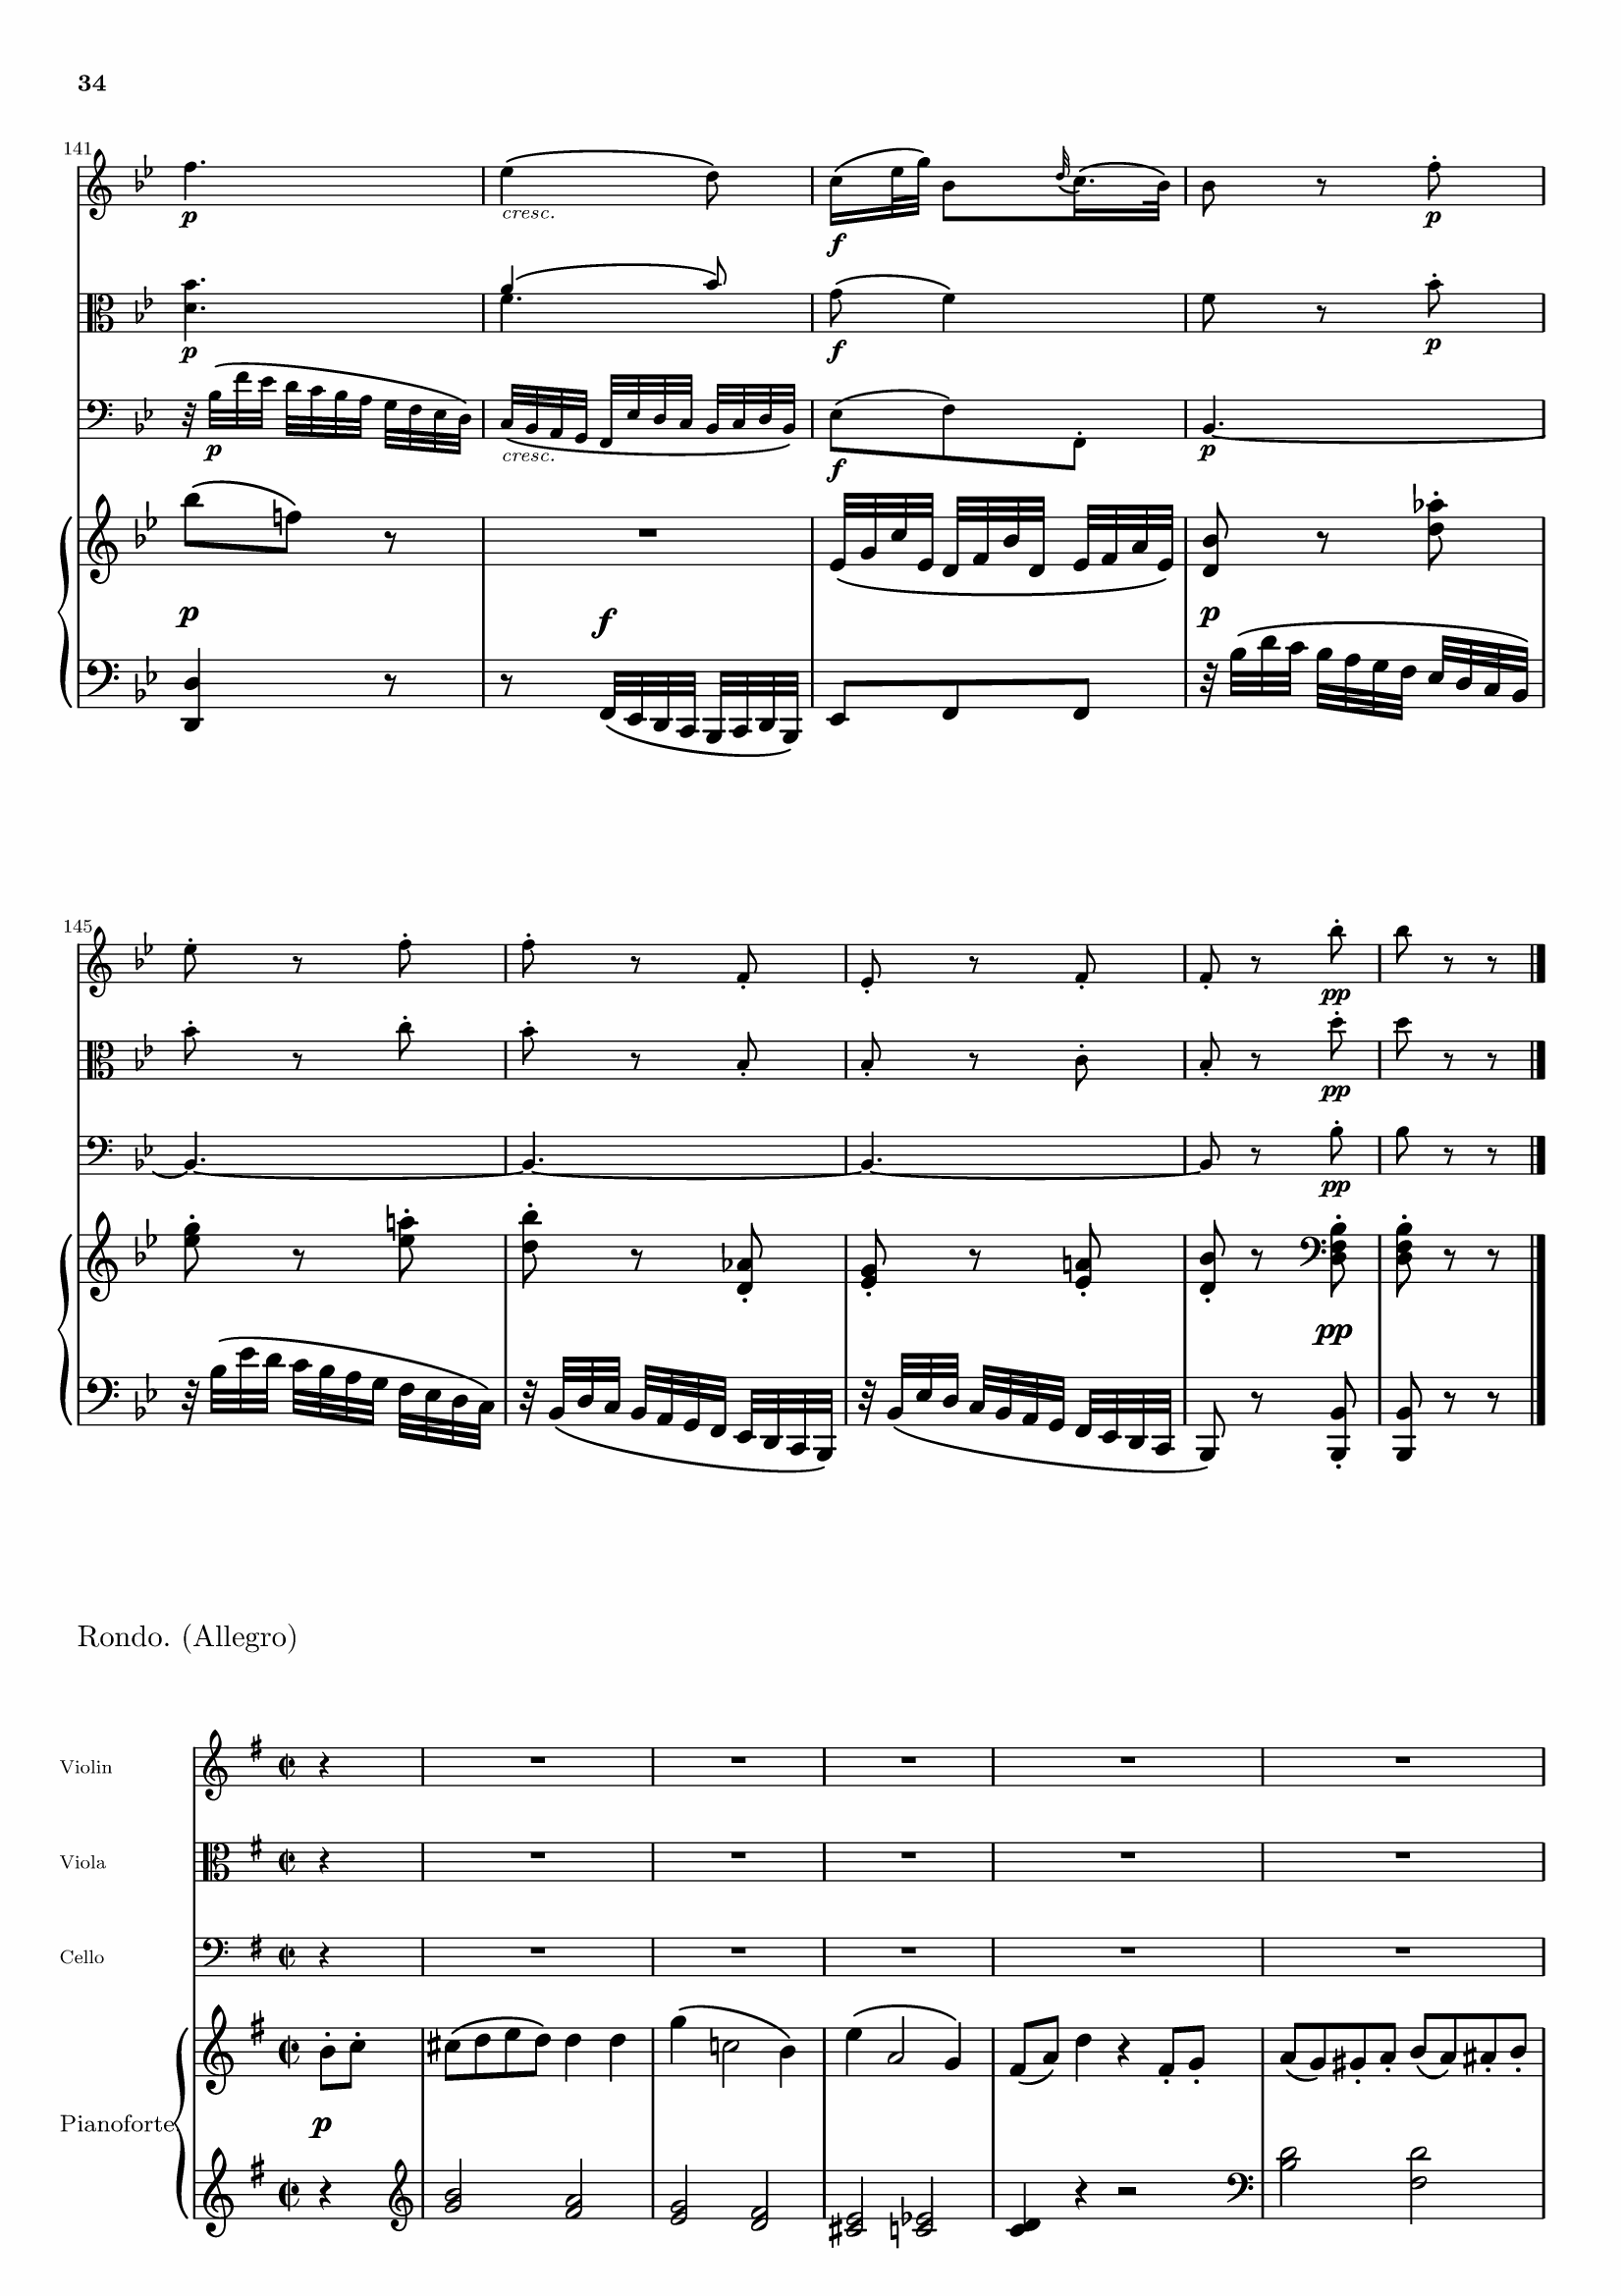 34
141
p
cresc.
f
p
p
f
p
p
cresc.
f
p
p
f
p
145
pp
pp
pp
pp
Rondo. (Allegro)
Violin
Viola
Cello
Pianoforte
p